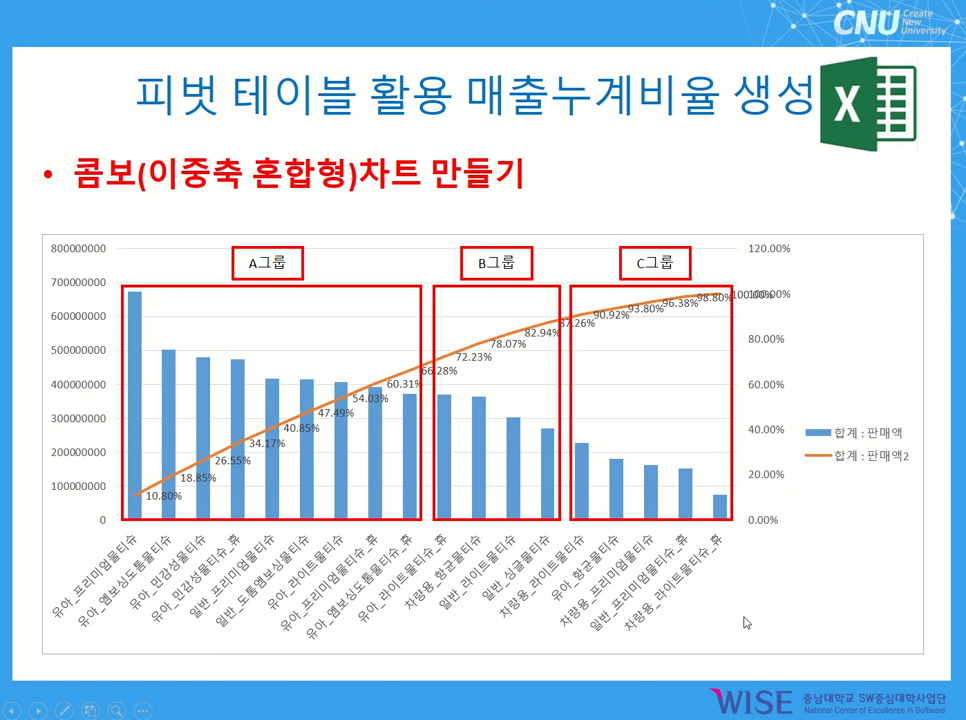 CNU Create
New
University
피벗 테이블 활용 매출누계비율 생성
X
• 콤보(이중축 혼합형)차트 만들기
800000000
700000000
600000000
500000000
400000000
300000000
200000000
100000000
0
A그룹
B그룹
C그룹
10.80%
18.85%
26.55%
34.17%
40.85%
47.49%
54.03%
60.31%
66.28%
72.23%
78.07%
82.94%
87.26%
90.92%
93.80%
96.38%
98.80%
100.00%
120.00%
100.00%
80.00%
60.00%
40.00%
20.00%
0.00%
합계 : 판매액
합계 : 판매액2
유아_프리미엄물티슈
유아_엠보싱도톰물티슈
유아_민감성물티슈
유아_민감성물티슈_휴
일반_프리미엄물티슈
일반_도톰엠보싱물티슈
유아_라이트물티슈
유아_프리미엄물티슈_휴
유아_엠보싱도톰물티슈_휴
유아_라이트물티슈_휴
차량용_항균물티슈
일반_라이트물티슈
일반_싱글물티슈
차량용_라이트물티슈
유아_항균물티슈
차량용_프리미엄물티슈
일반_프리미엄물티슈_휴
차량용_라이트물티슈_휴
WISE 충남대학교 SW중심대학사업단
National Center of Excellence in Software